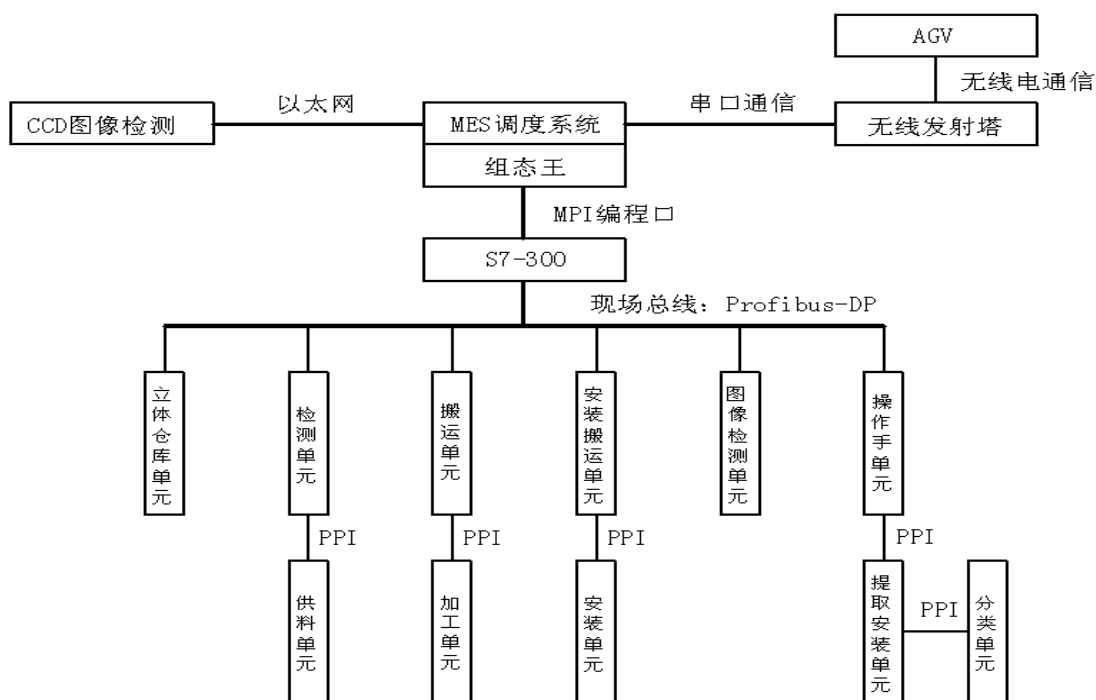 AGV
无线电通信
以太网
串口通信
CCD图像检测
MES调度系统
无线发射塔
组态王
MPI编程口
S7-300
现场总线：Profibus-DP
立体仓库单元
检测单元
搬运单元
安装搬运单元
图像检测单元
操作手单元
PPI
PPI
PPI
PPI
供料单元
加工单元
安装单元
提取安装单元
PPI
分类单元